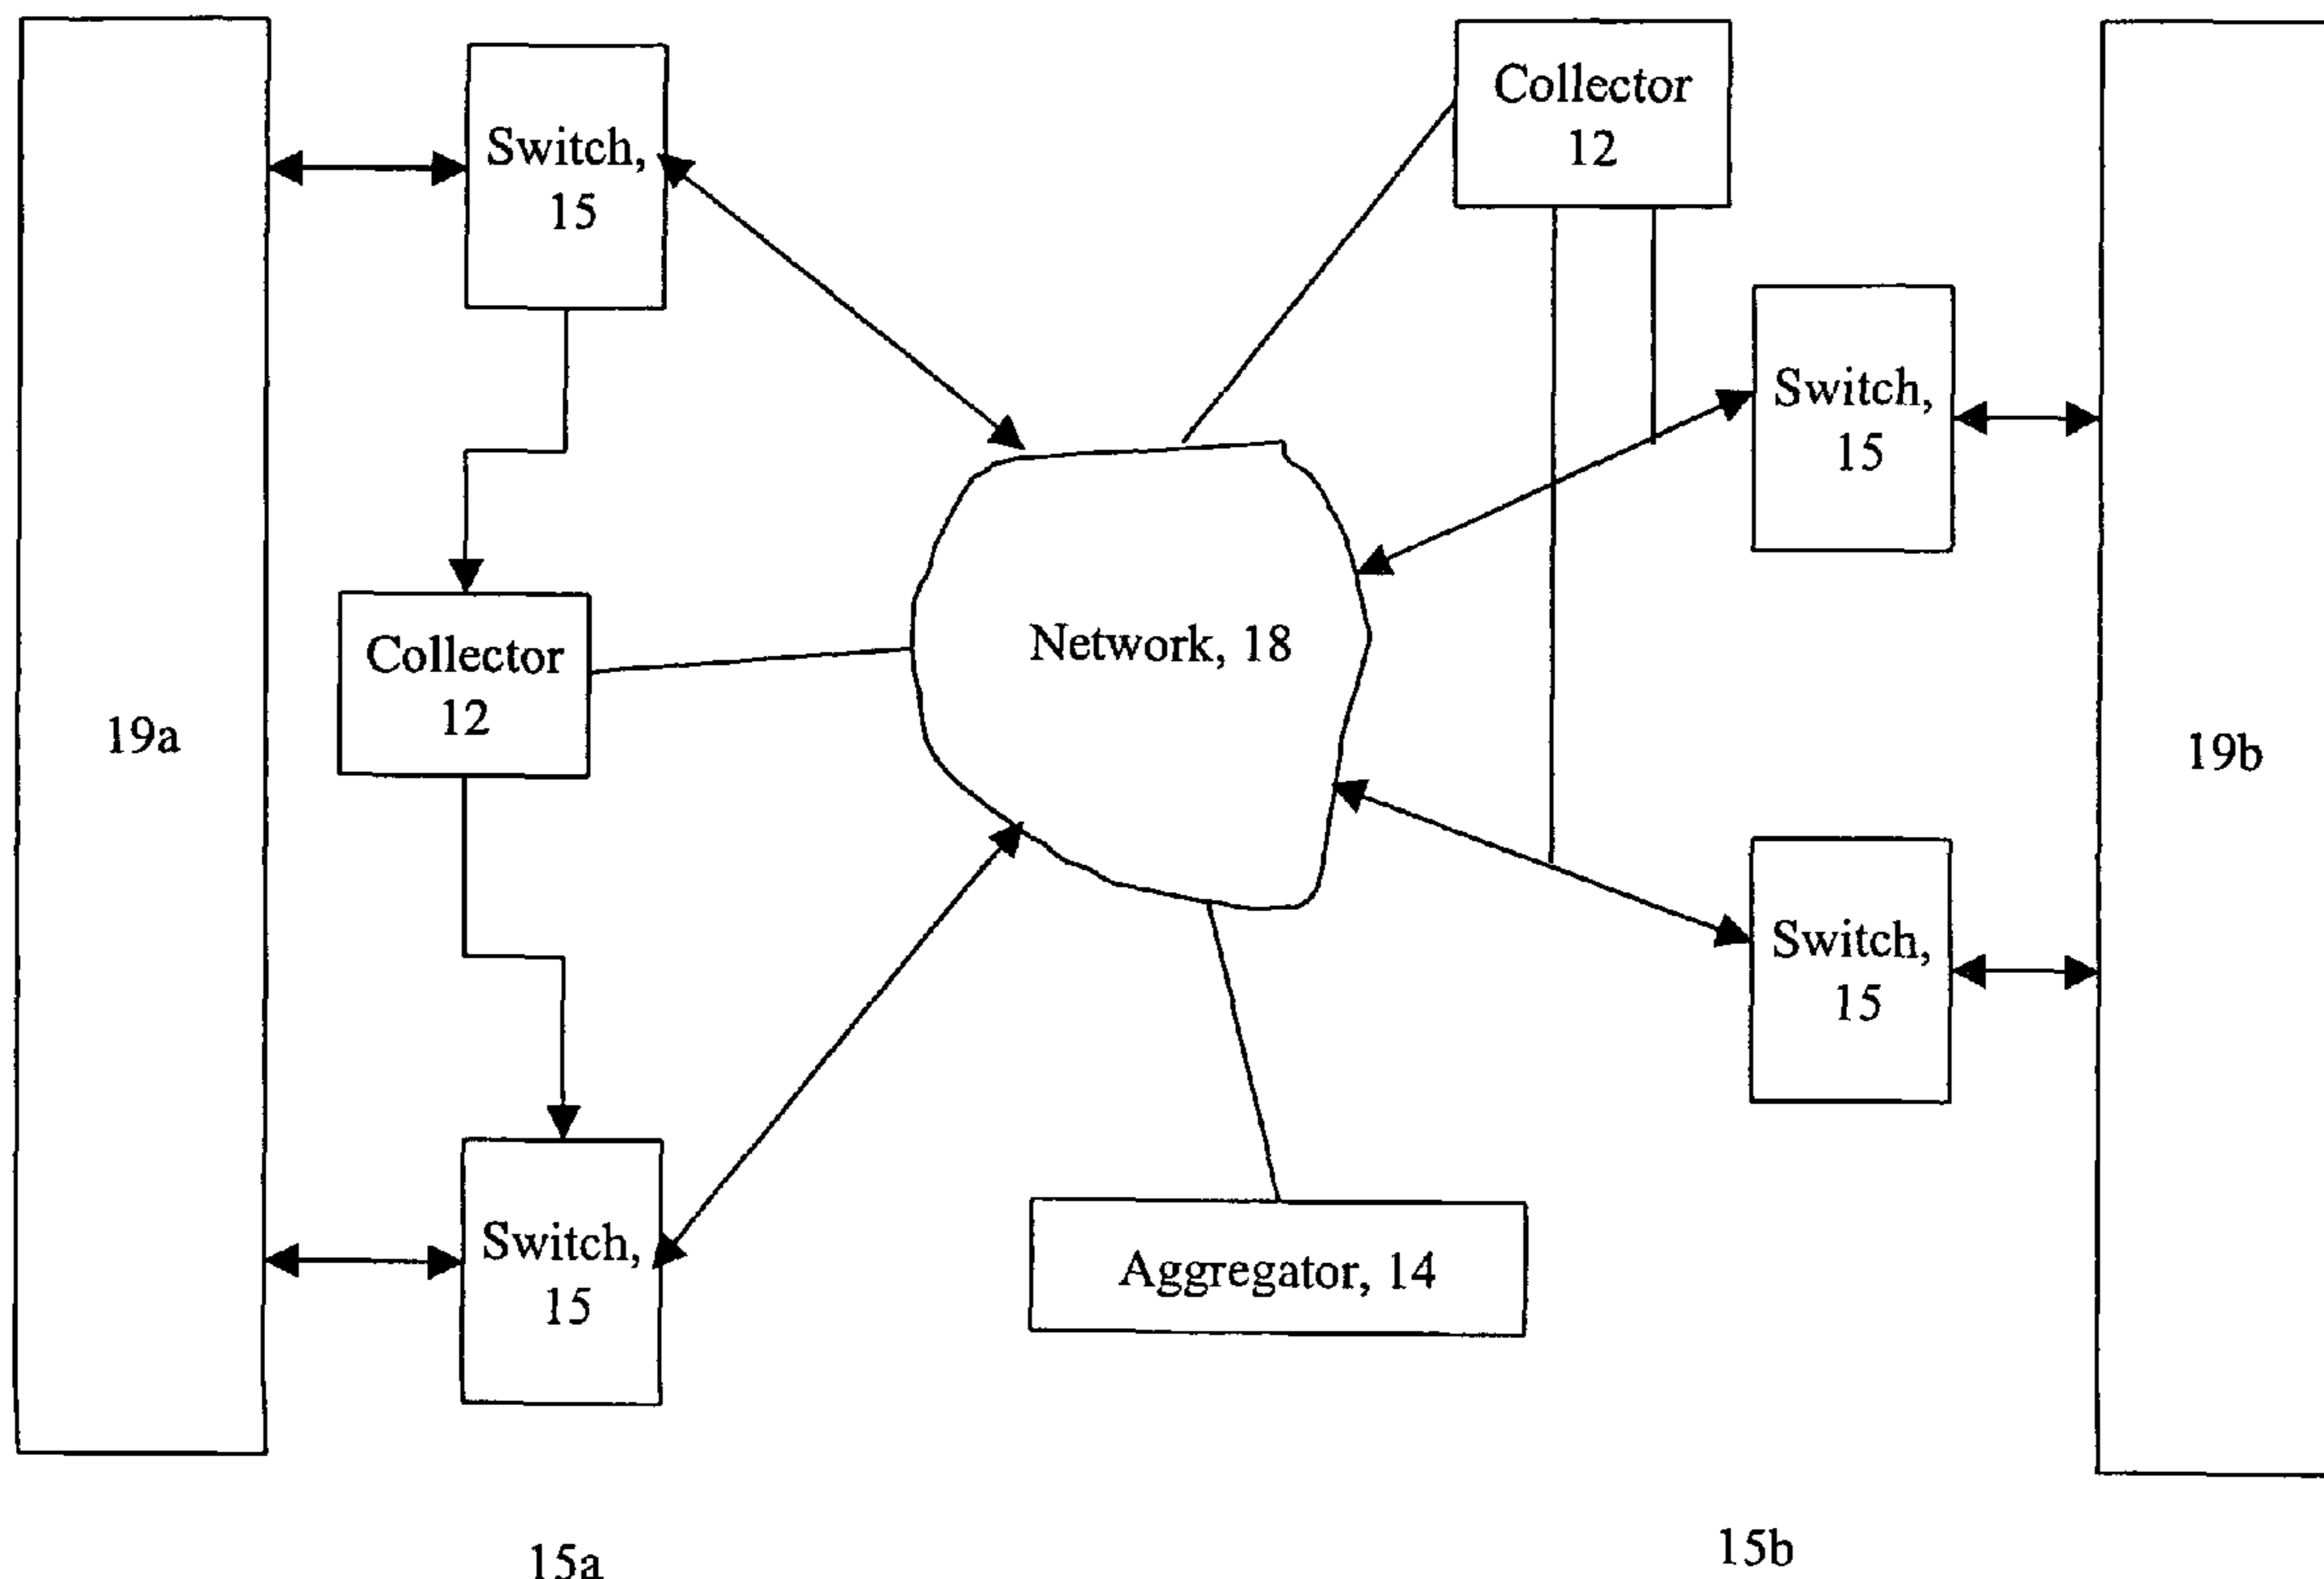 Collector
12
Switch,
15
Switch,
15
Collector
12
Network, 18
19a
19b
Switch,
15
Switch,
15
Aggregator, 14
15a
15b